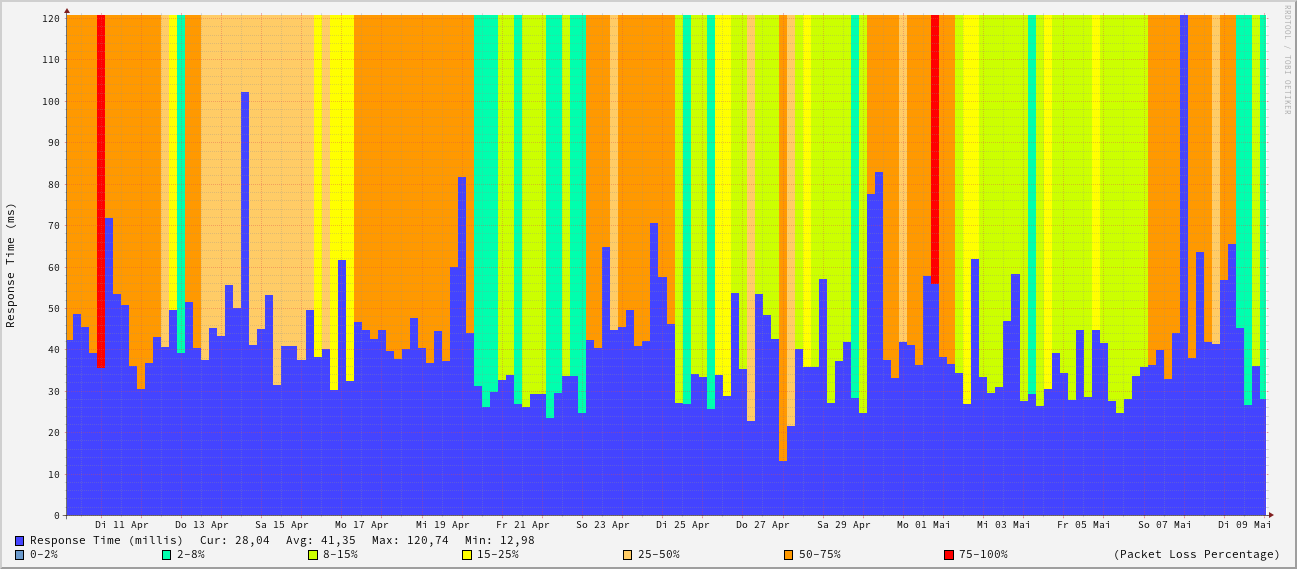 RRDTOOL / TOBI OETIKER
Response Time (ms)
120
110
100
90
80
70
60
50
40
30
20
10
0
Di 11 Apr Do 13 Apr Sa 15 Apr Mo 17 Apr Mi 19 Apr Fr 21 Apr So 23 Apr Di 25 Apr Do 27 Apr Sa 29 Apr Mo 01 Mai Mi 03 Mai Fr 05 Mai So 07 Mai Di 09 Mai
Response Time (millis) Cur: 28,04 Avg: 41,35 Max: 120,74 Min: 12,98
0-2% 2-8% 8-15% 15-25% 25-50% 50-75% 75-100% (Packet Loss Percentage)